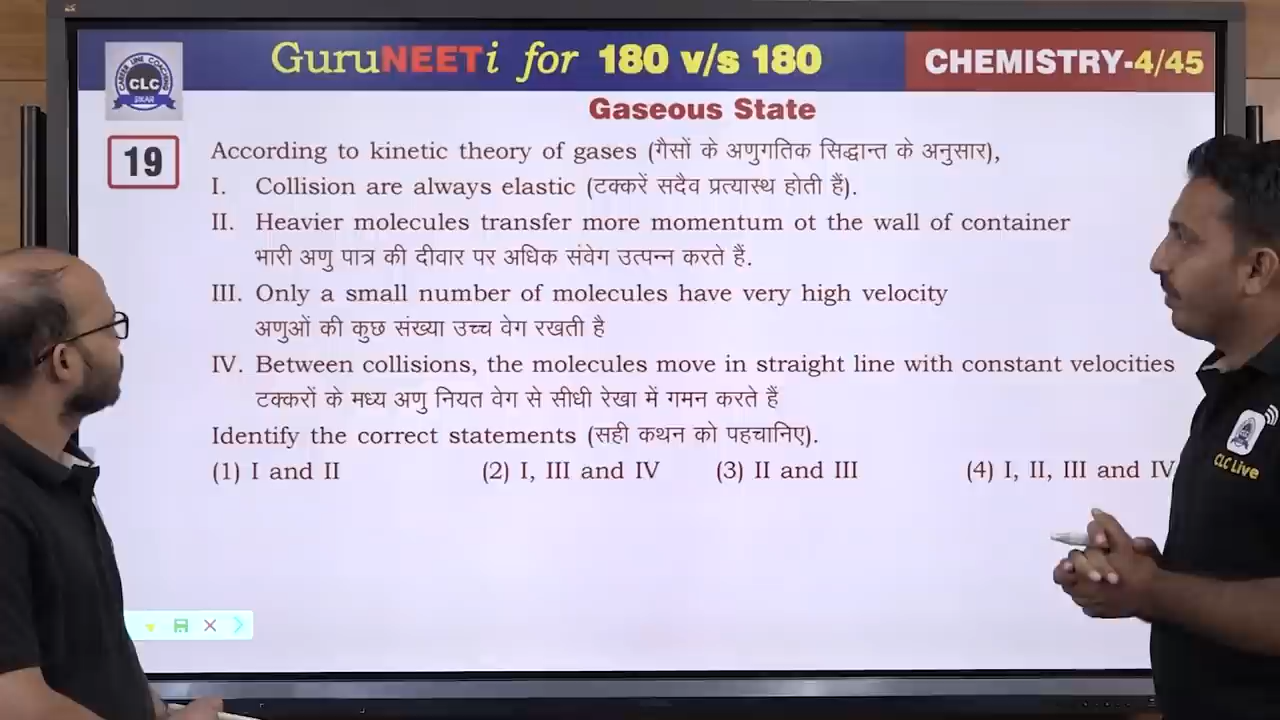 GuruNEETi for 180 v/s 180
CHEMISTRY-4/45
CAREER LINE COACHING
CLC
SIKAR
Gaseous State
19
According to kinetic theory of gases (गैसों के अणुगतिक सिद्धान्त के अनुसार),
I. Collision are always elastic (टक्करें सदैव प्रत्यास्थ होती हैं).
II. Heavier molecules transfer more momentum ot the wall of container
भारी अणु पात्र की दीवार पर अधिक संवेग उत्पन्न करते हैं.
III. Only a small number of molecules have very high velocity
अणुओं की कुछ संख्या उच्च वेग रखती है
IV. Between collisions, the molecules move in straight line with constant velocities
टक्करों के मध्य अणु नियत वेग से सीधी रेखा में गमन करते हैं
Identify the correct statements (सही कथन को पहचानिए).
(1) I and II (2) I, III and IV (3) II and III (4) I, II, III and IV
CLC Live